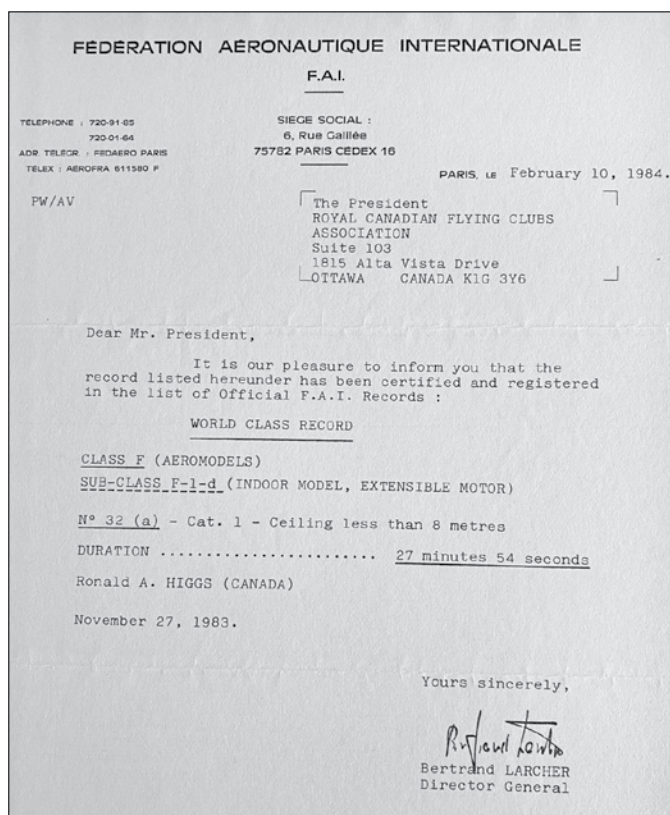 FÉDÉRATION AÉRONAUTIQUE INTERNATIONALE
F.A.I.
TÉLÉPHONE : 720-91-85
720-01-64
ADR. TÉLÉGR. : FEDAERO PARIS
TELEX : AEROFRA 611580 F
SIEGE SOCIAL :
6, Rue Galilée
75782 PARIS CEDEX 16
PARIS, LE February 10, 1984.
PW/AV
The President
ROYAL CANADIAN FLYING CLUBS
ASSOCIATION
Suite 103
1815 Alta Vista Drive
OTTAWA CANADA K1G 3Y6
Dear Mr. President,
It is our pleasure to inform you that the
record listed hereunder has been certified and registered
in the list of Official F.A.I. Records :
WORLD CLASS RECORD
CLASS F (AEROMODELS)
SUB-CLASS F-1-d (INDOOR MODEL, EXTENSIBLE MOTOR)
N° 32 (a) - Cat. 1 - Ceiling less than 8 metres
DURATION ........................ 27 minutes 54 seconds
Ronald A. HIGGS (CANADA)
November 27, 1983.
Yours sincerely,
Bertrand LARCHER
Director General